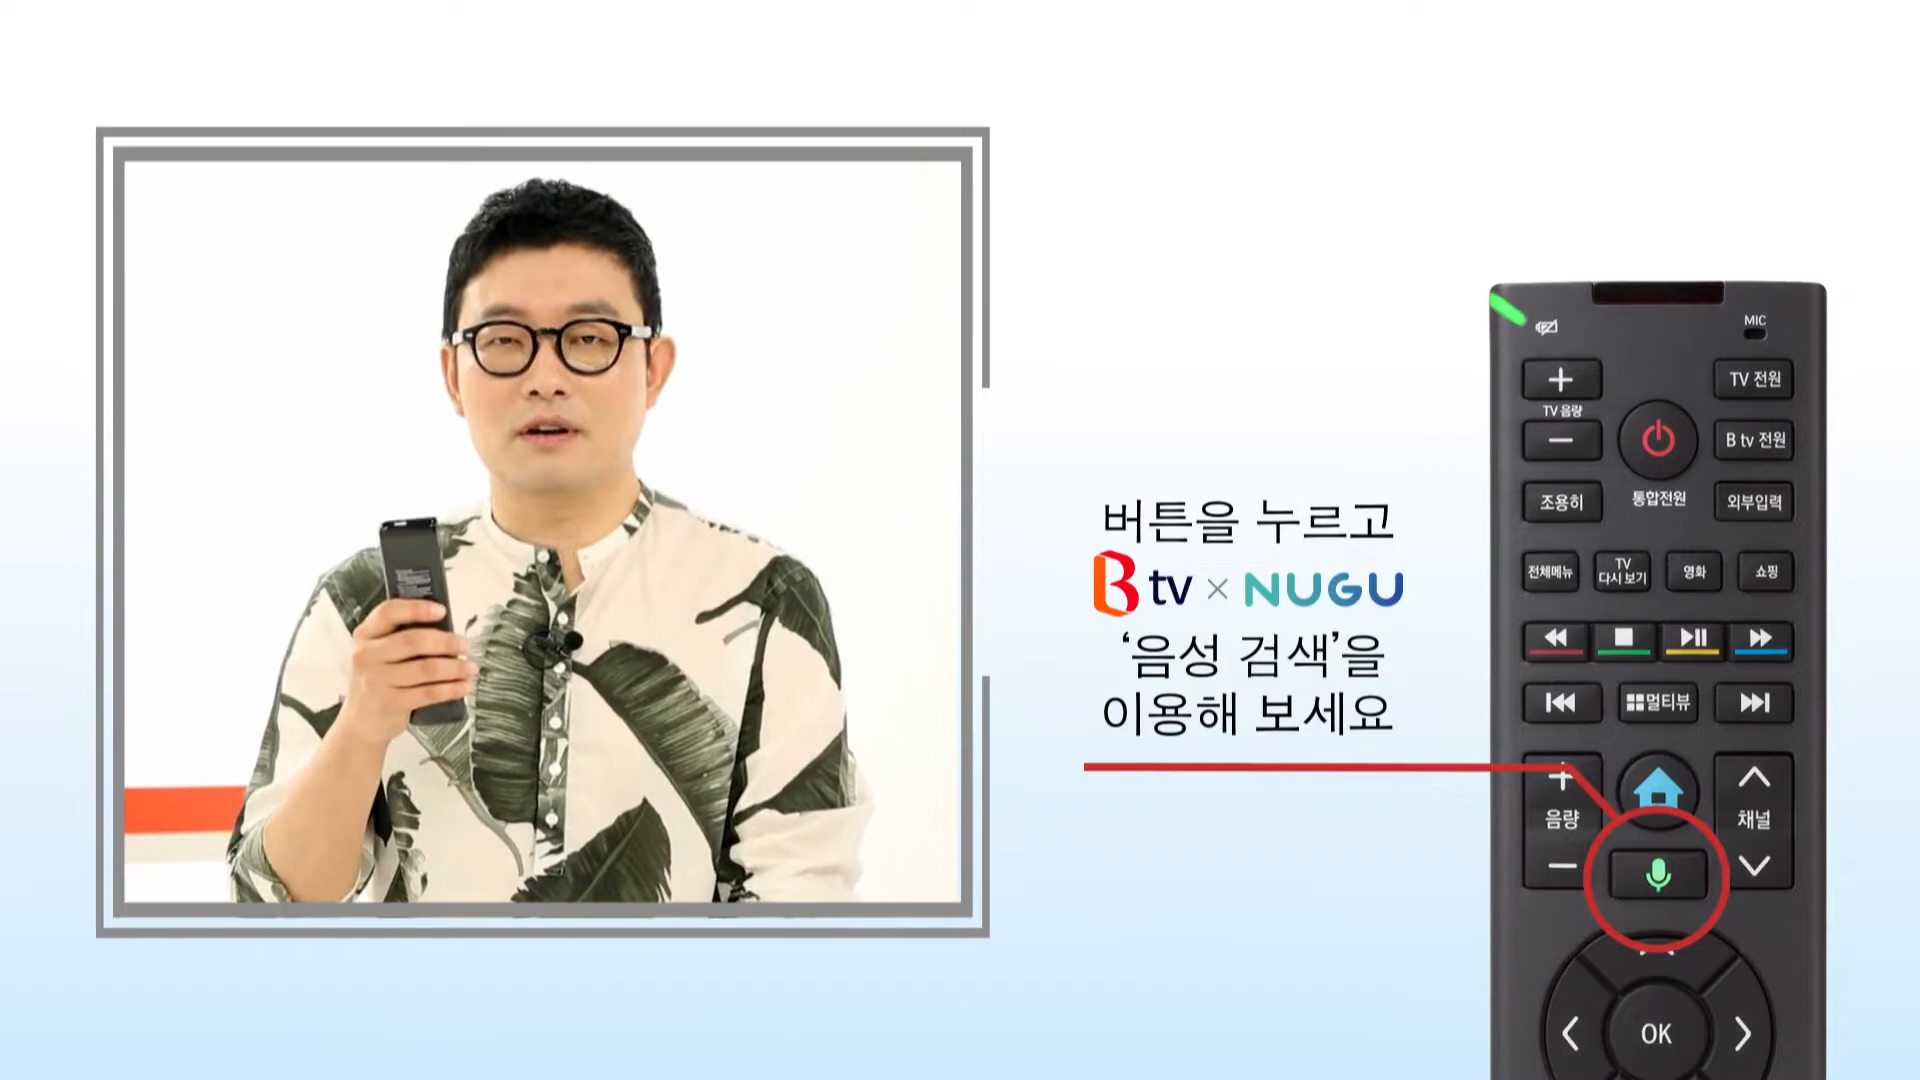 버튼을 누르고
B tv × NUGU
‘음성 검색’을
이용해 보세요
MIC
TV 전원
TV 음량
B tv 전원
조용히
통합전원
외부입력
전체메뉴
TV
다시 보기
영화
쇼핑
멀티뷰
음량
채널
OK